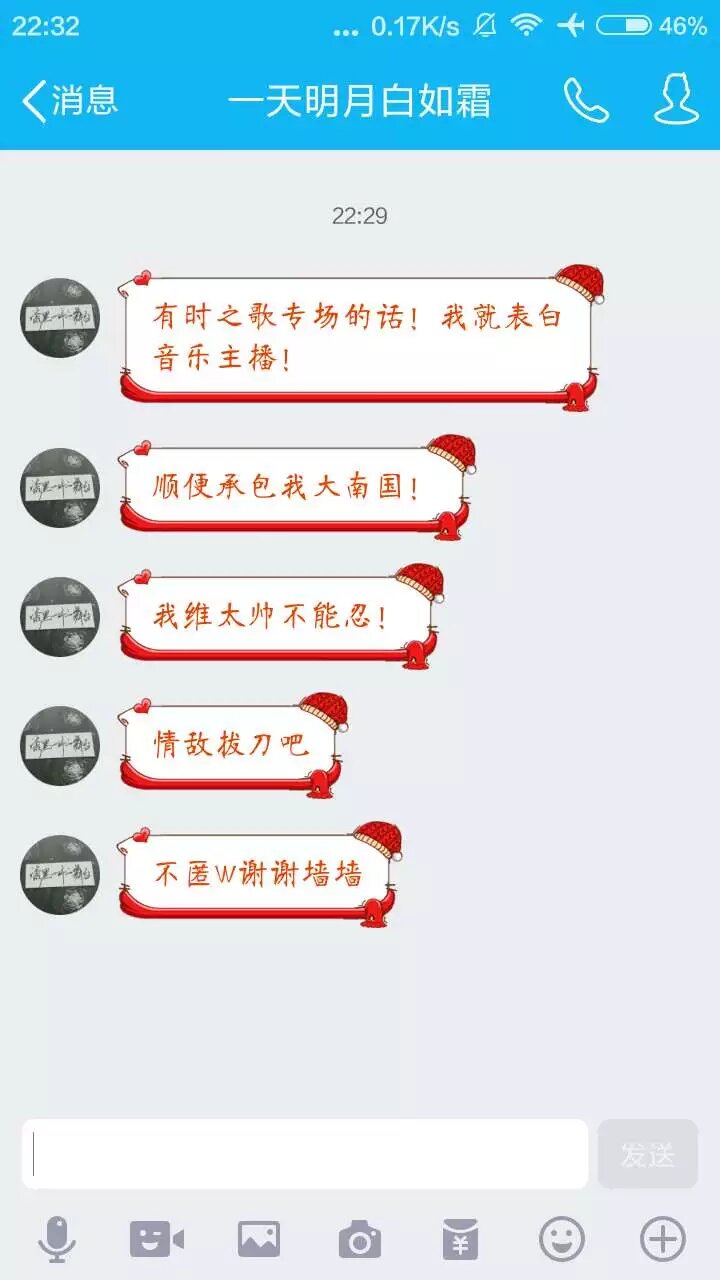 22:32 ... 0.17K/s 46%
消息 一天明月白如霜
22:29
有时之歌专场的话！我就表白
音乐主播！
顺便承包我大南国！
我维太帅不能忍！
情敌拔刀吧
不匿W谢谢墙墙
发送